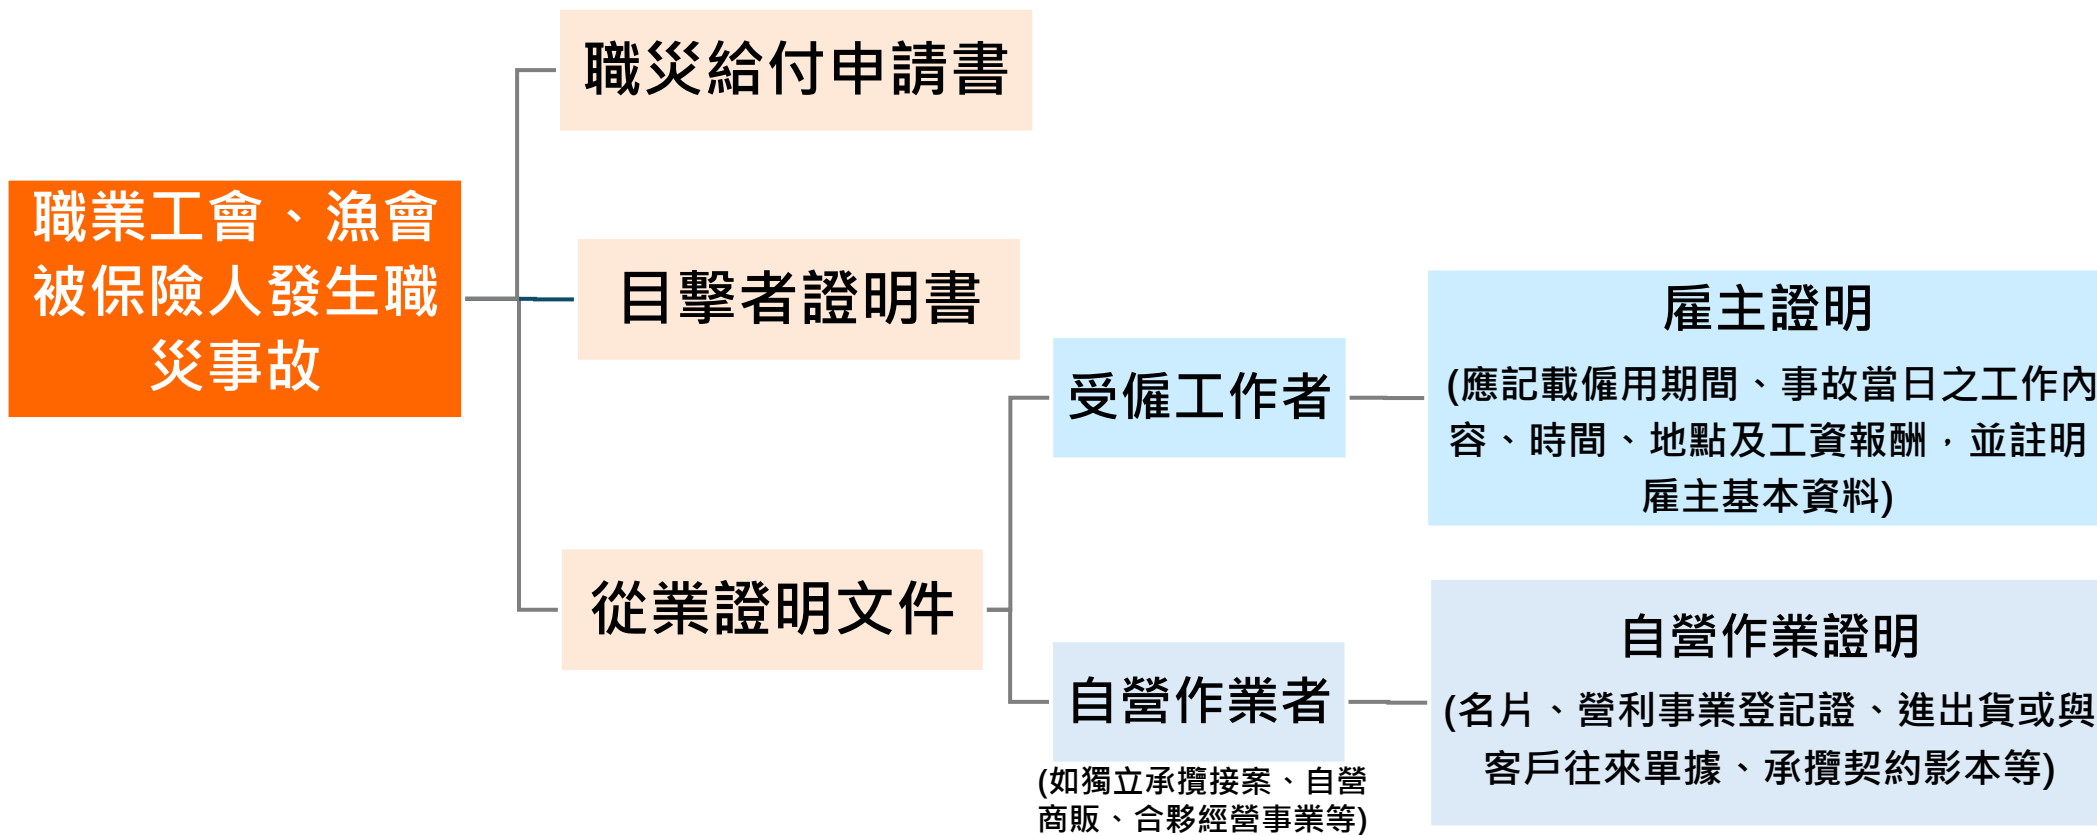 職災給付申請書
職業工會、漁會
被保險人發生職
災事故
目擊者證明書
從業證明文件
受僱工作者
雇主證明
(應記載僱用期間、事故當日之工作內
容、時間、地點及工資報酬，並註明
雇主基本資料)
自營作業者
(如獨立承攬接案、自營
商販、合夥經營事業等)
自營作業證明
(名片、營利事業登記證、進出貨或與
客戶往來單據、承攬契約影本等)